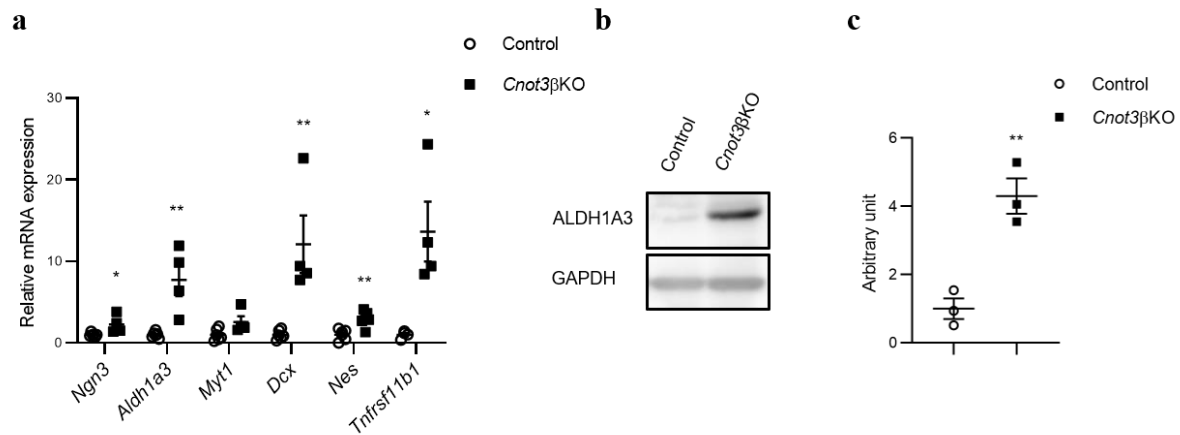 a
Control
Cnot3βKO
Relative mRNA expression
30
20
10
0
*
**
**
**
*
Ngn3
Aldh1a3
Myt1
Dcx
Nes
Tnfrsf11b1
b
Control
Cnot3βKO
ALDH1A3
GAPDH
c
Control
Cnot3βKO
Arbitrary unit
6
4
2
0
**